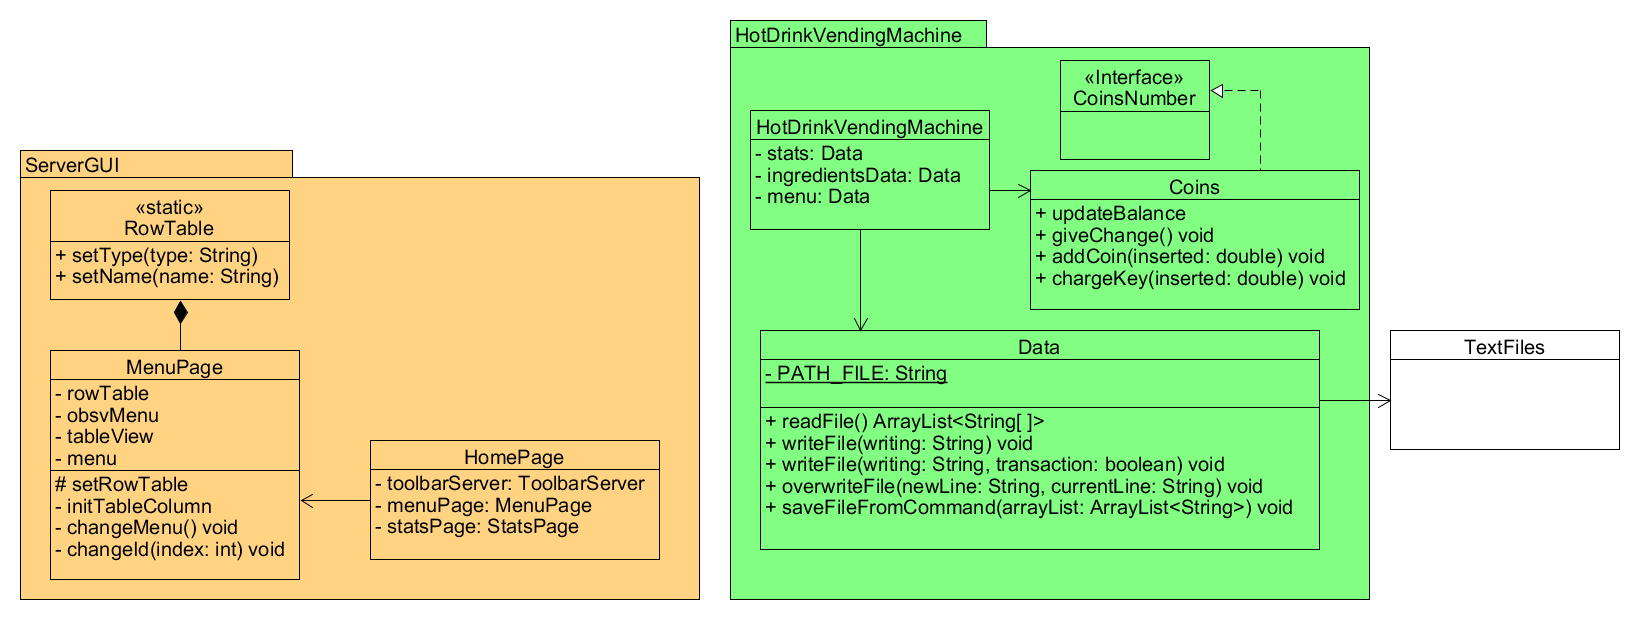 ServerGUI
«static»
RowTable
+ setType(type: String)
+ setName(name: String)
MenuPage
- rowTable
- obsvMenu
- tableView
- menu
# setRowTable
- initTableColumn
- changeMenu() void
- changeId(index: int) void
HomePage
- toolbarServer: ToolbarServer
- menuPage: MenuPage
- statsPage: StatsPage
HotDrinkVendingMachine
«Interface»
CoinsNumber
HotDrinkVendingMachine
- stats: Data
- ingredientsData: Data
- menu: Data
Coins
+ updateBalance
+ giveChange() void
+ addCoin(inserted: double) void
+ chargeKey(inserted: double) void
Data
- PATH_FILE: String
+ readFile() ArrayList<String[ ]>
+ writeFile(writing: String) void
+ writeFile(writing: String, transaction: boolean) void
+ overwriteFile(newLine: String, currentLine: String) void
+ saveFileFromCommand(arrayList: ArrayList<String>) void
TextFiles